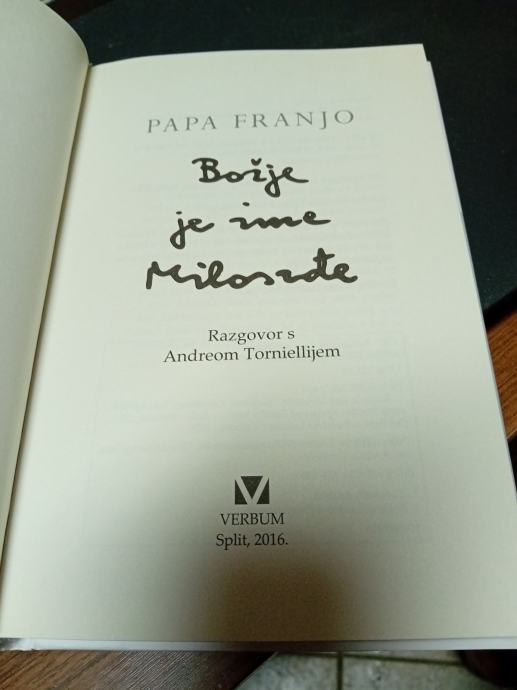 PAPA FRANJO
Božje
je ime
Milosrđe
Razgovor s
Andreom Torniellijem
VERBUM
Split, 2016.